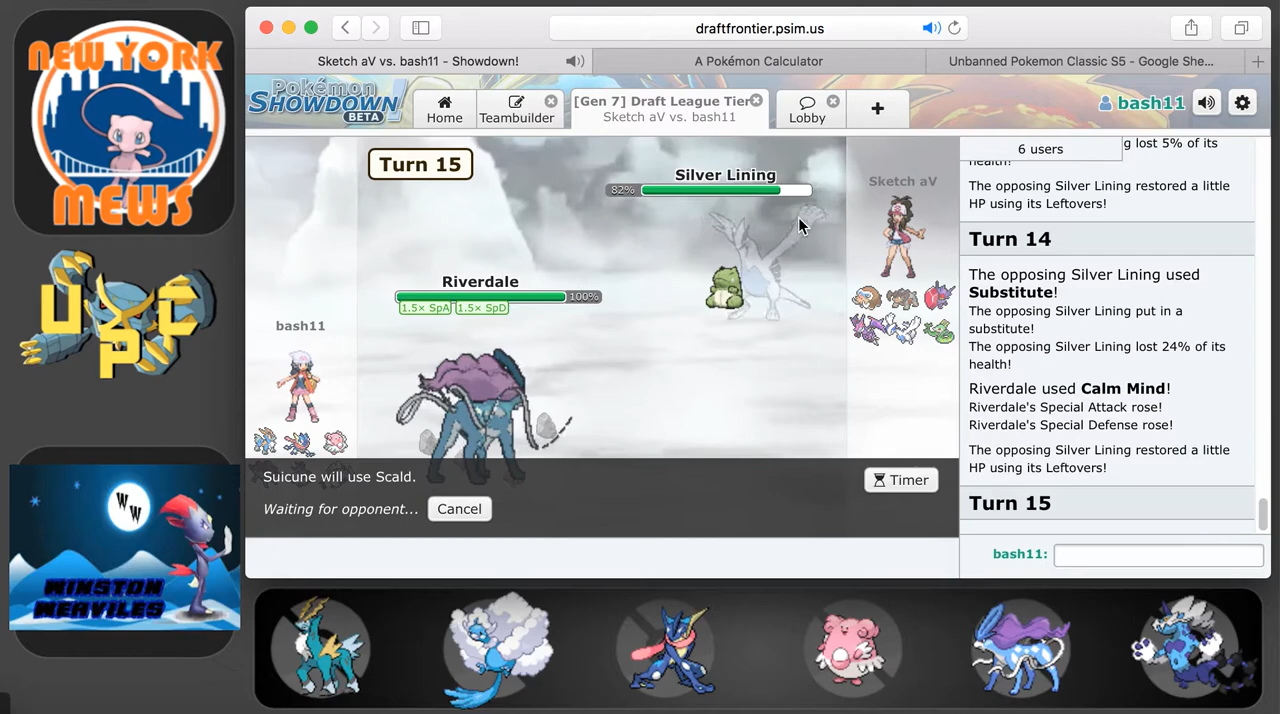 NEW YORK
MEWS
U
P
C
WW
WINSTON
WEAVILES
draftfrontier.psim.us
Sketch aV vs. bash11 - Showdown!
A Pokémon Calculator
Unbanned Pokemon Classic S5 - Google She...
Pokémon
SHOWDOWN!
BETA
Home
Teambuilder
[Gen 7] Draft League Tier
Sketch aV vs. bash11
Lobby
bash11
Turn 15
Silver Lining
82%
Riverdale
100%
1.5× SpA
1.5× SpD
bash11
Sketch aV
Suicune will use Scald.
Waiting for opponent...
Cancel
Timer
6 users
g lost 5% of its
health!
The opposing Silver Lining restored a little
HP using its Leftovers!
Turn 14
The opposing Silver Lining used
Substitute!
The opposing Silver Lining put in a
substitute!
The opposing Silver Lining lost 24% of its
health!
Riverdale used Calm Mind!
Riverdale's Special Attack rose!
Riverdale's Special Defense rose!
The opposing Silver Lining restored a little
HP using its Leftovers!
Turn 15
bash11: